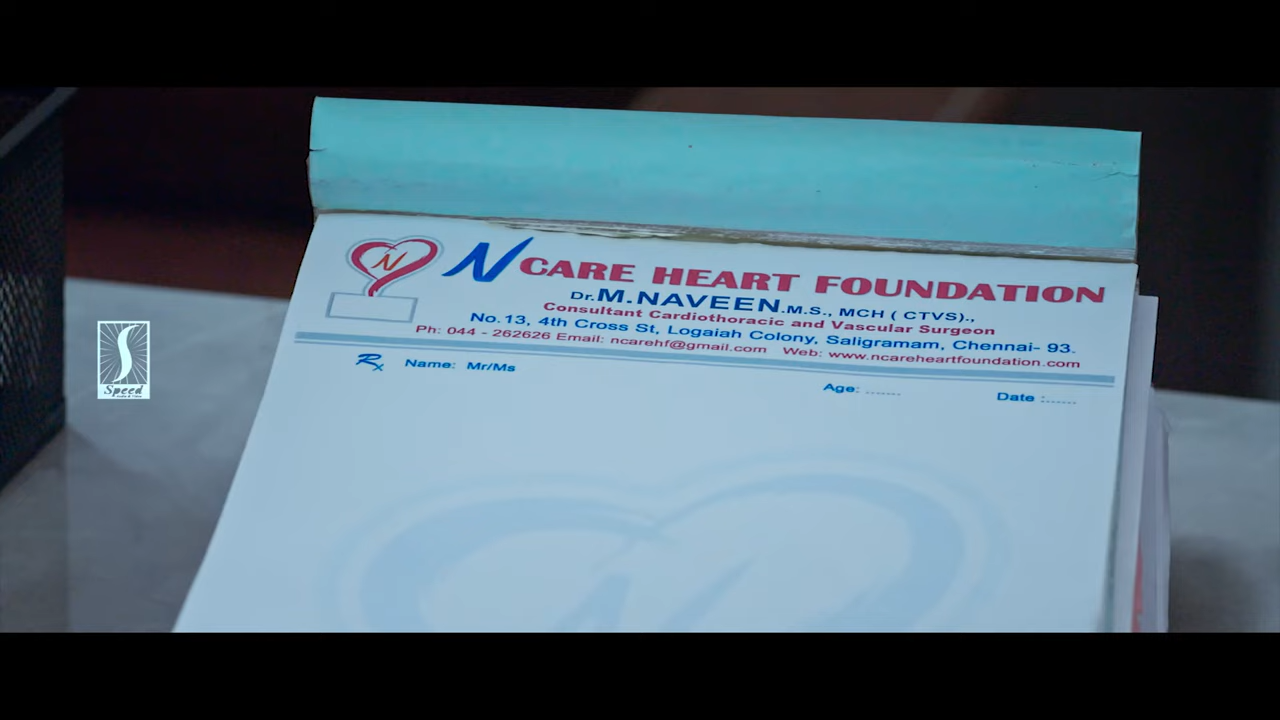 N CARE HEART FOUNDATION
Dr.M.NAVEEN.M.S., MCH ( CTVS).,
Consultant Cardiothoracic and Vascular Surgeon
No.13, 4th Cross St, Logaiah Colony, Saligramam, Chennai- 93.
Ph: 044 - 262626 Email: ncarehf@gmail.com Web: www.ncareheartfoundation.com
Rx Name: Mr/Ms
Age: ....... Date :......
S
Speed